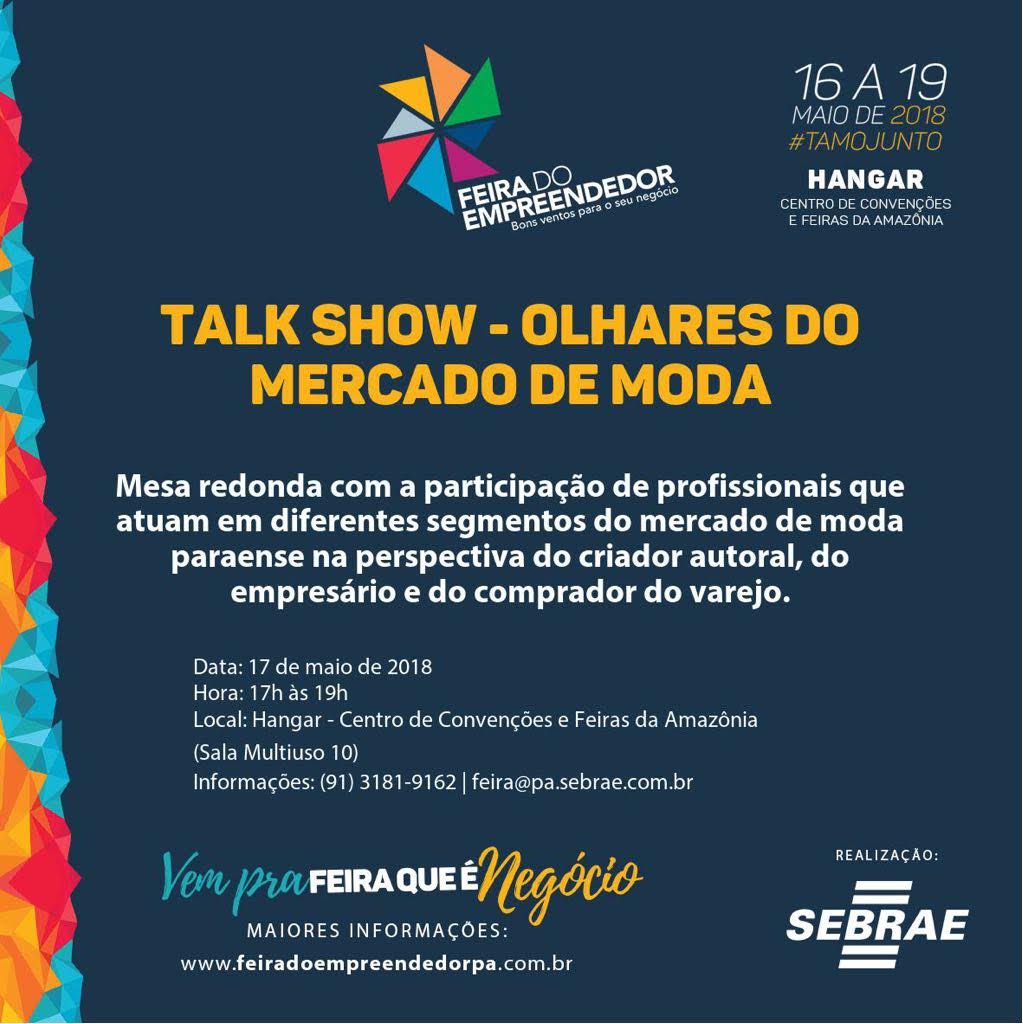 FEIRA DO
EMPREENDEDOR
Bons ventos para o seu negócio
16 A 19
MAIO DE 2018
#TAMOJUNTO
HANGAR
CENTRO DE CONVENÇÕES
E FEIRAS DA AMAZÔNIA
TALK SHOW - OLHARES DO
MERCADO DE MODA
Mesa redonda com a participação de profissionais que
atuam em diferentes segmentos do mercado de moda
paraense na perspectiva do criador autoral, do
empresário e do comprador do varejo.
Data: 17 de maio de 2018
Hora: 17h às 19h
Local: Hangar - Centro de Convenções e Feiras da Amazônia
(Sala Multiuso 10)
Informações: (91) 3181-9162 | feira@pa.sebrae.com.br
Vem pra FEIRA QUE É Negócio
MAIORES INFORMAÇÕES:
www.feiradoempreendedorpa.com.br
REALIZAÇÃO:
SEBRAE